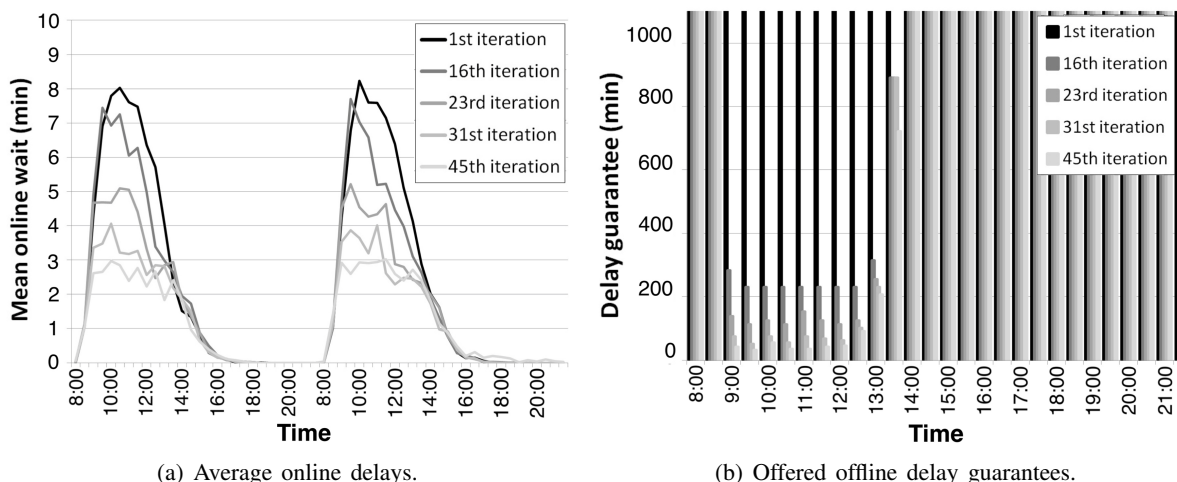 10
9
8
7
6
5
4
3
2
1
0
Mean online wait (min)
1st iteration
16th iteration
23rd iteration
31st iteration
45th iteration
8:00
10:00
12:00
14:00
16:00
18:00
20:00
8:00
10:00
12:00
14:00
16:00
18:00
20:00
Time
(a) Average online delays.
1000
800
600
400
200
0
Delay guarantee (min)
1st iteration
16th iteration
23rd iteration
31st iteration
45th iteration
8:00
9:00
10:00
11:00
12:00
13:00
14:00
15:00
16:00
17:00
18:00
19:00
20:00
21:00
Time
(b) Offered offline delay guarantees.